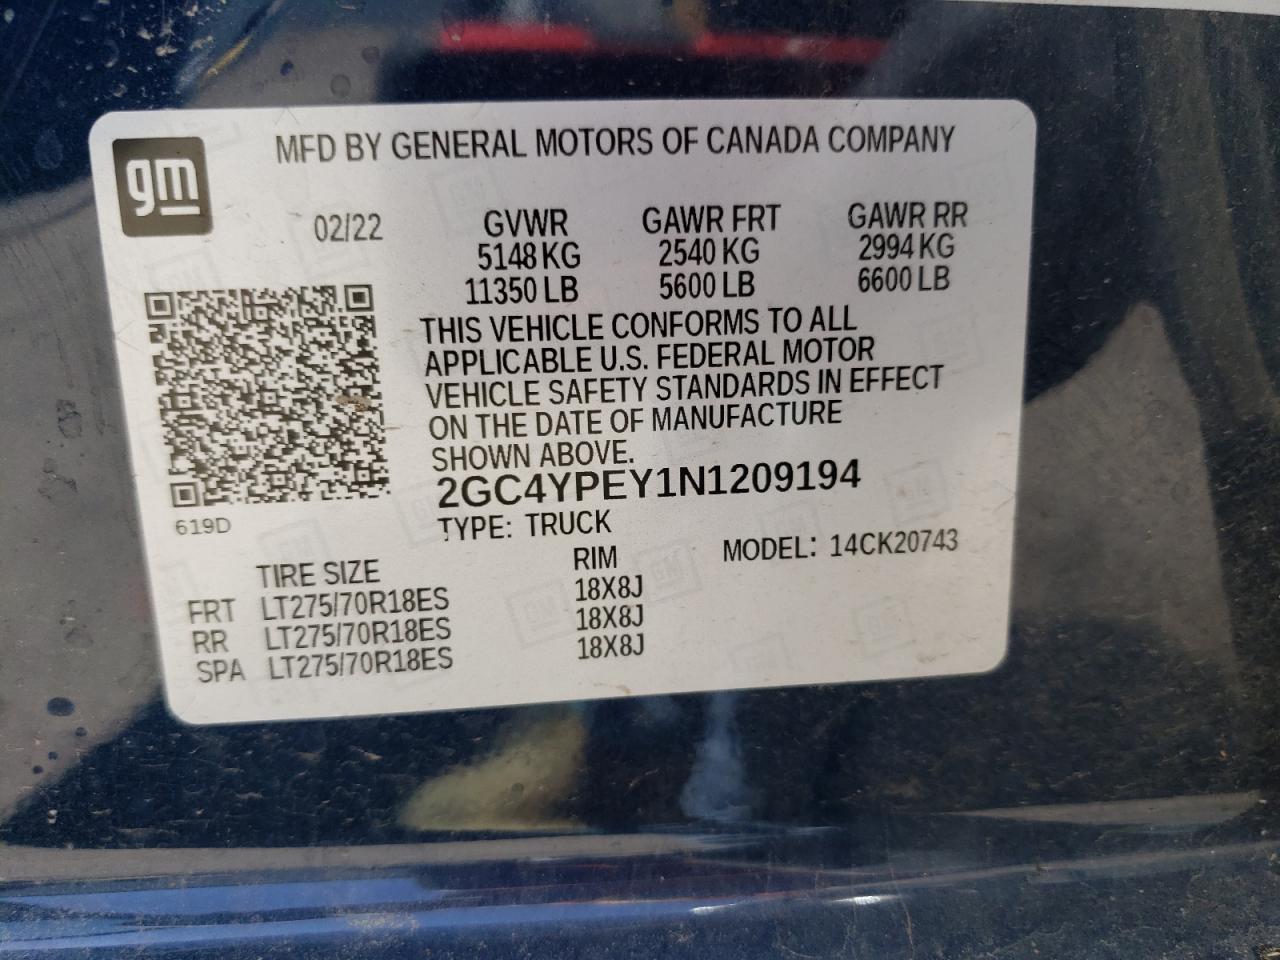 gm
MFD BY GENERAL MOTORS OF CANADA COMPANY
02/22 GVWR GAWR FRT GAWR RR
5148 KG 2540 KG 2994 KG
11350 LB 5600 LB 6600 LB
THIS VEHICLE CONFORMS TO ALL
APPLICABLE U.S. FEDERAL MOTOR
VEHICLE SAFETY STANDARDS IN EFFECT
ON THE DATE OF MANUFACTURE
SHOWN ABOVE.
2GC4YPEY1N1209194
619D
TYPE: TRUCK
MODEL: 14CK20743
TIRE SIZE RIM
FRT LT275/70R18ES 18X8J
RR LT275/70R18ES 18X8J
SPA LT275/70R18ES 18X8J